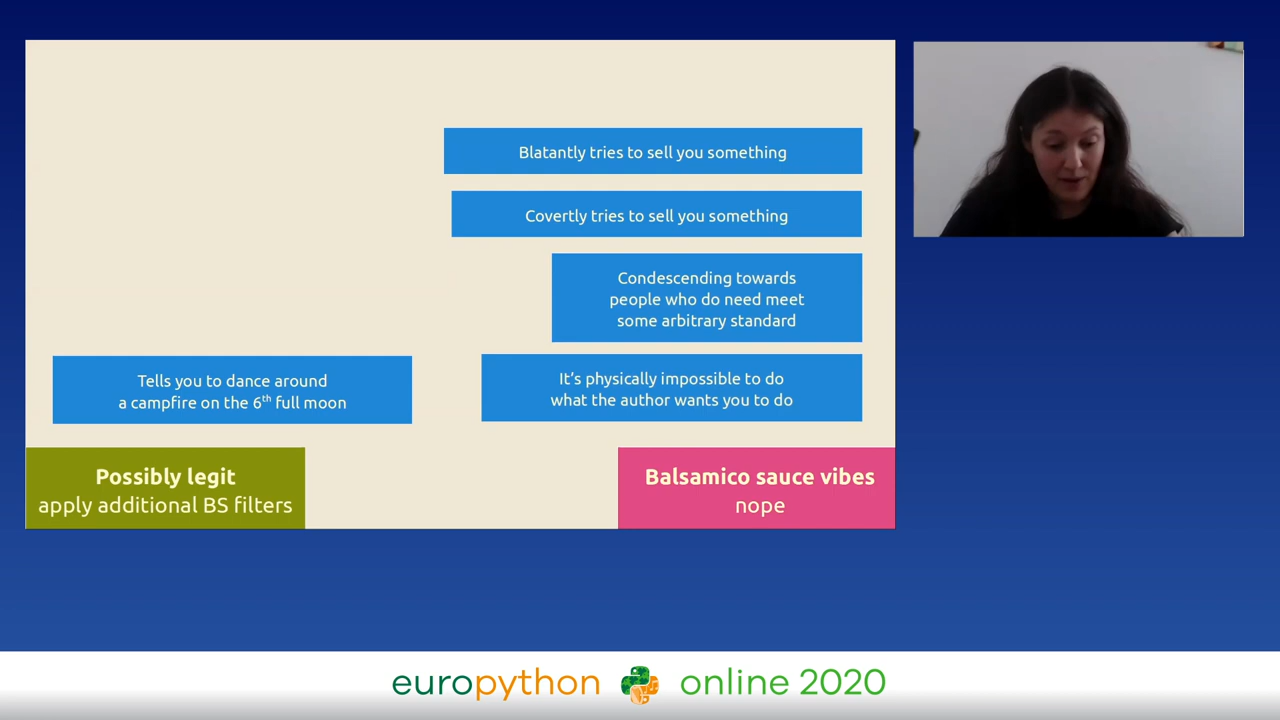 Blatantly tries to sell you something
Covertly tries to sell you something
Condescending towards
people who do need meet
some arbitrary standard
Tells you to dance around
a campfire on the 6th full moon
It's physically impossible to do
what the author wants you to do
Possibly legit
apply additional BS filters
Balsamico sauce vibes
nope
europython online 2020